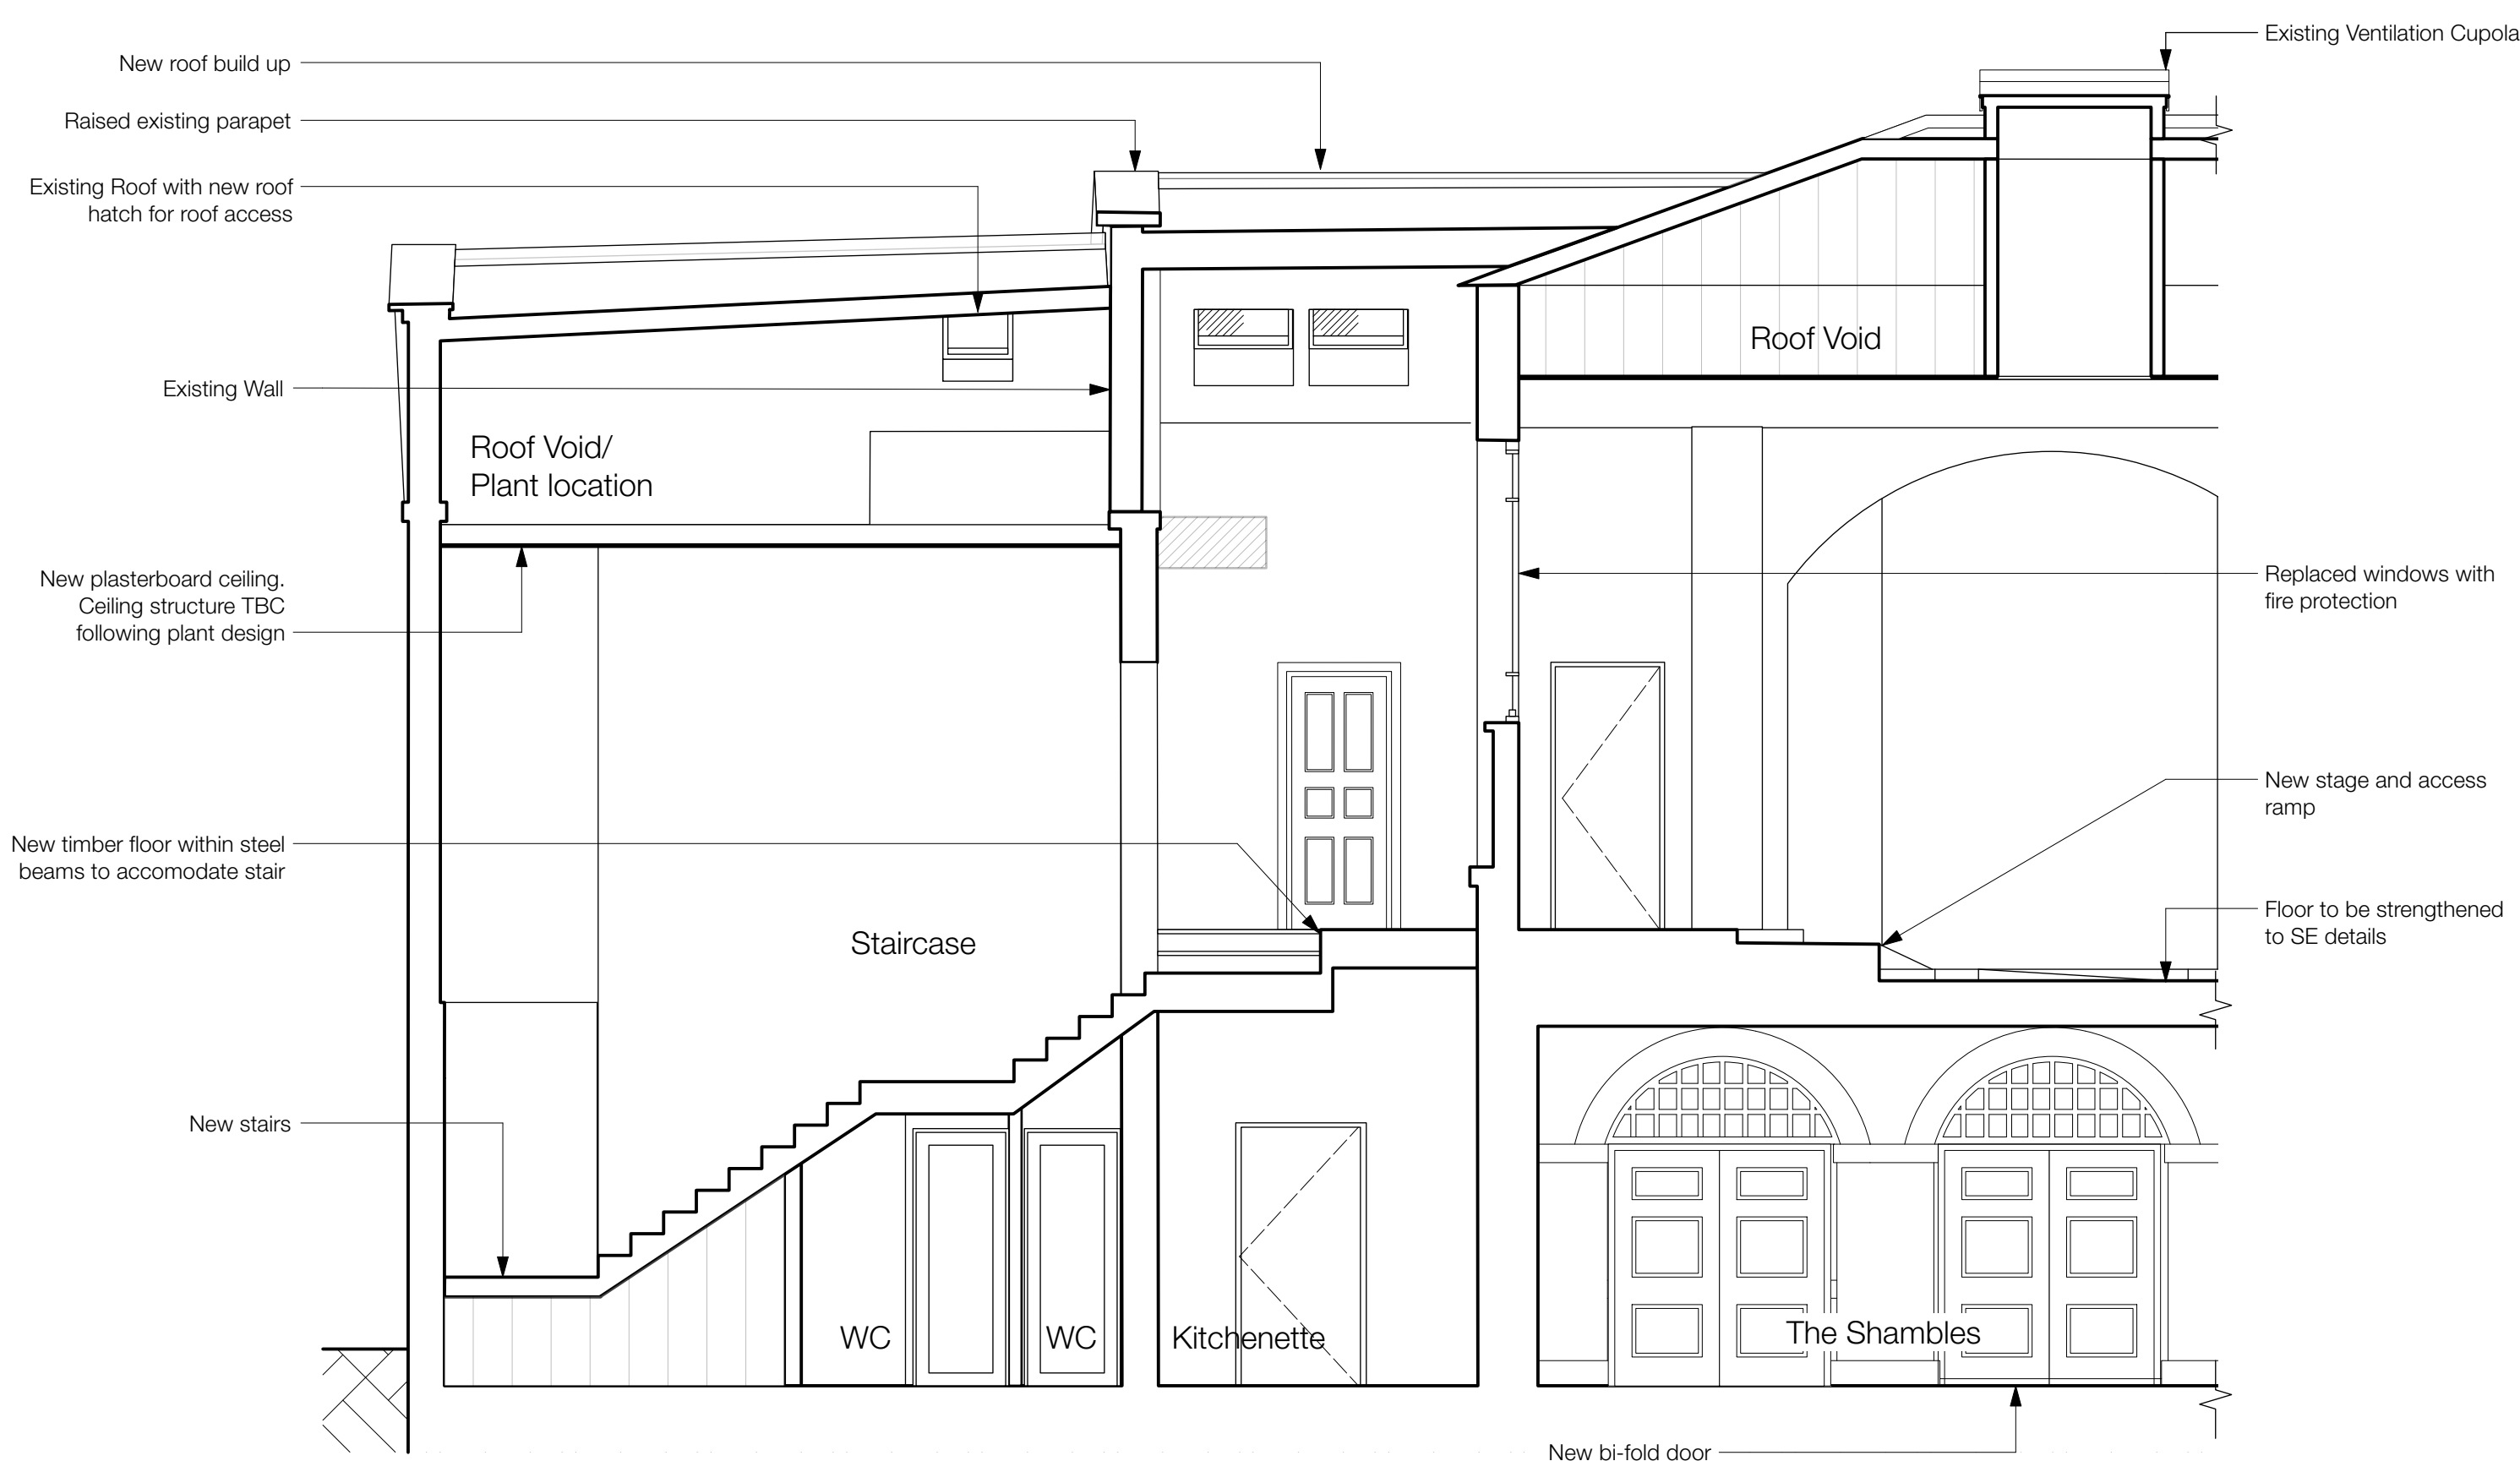 Existing Ventilation Cupola
New roof build up
Raised existing parapet
Existing Roof with new roof
hatch for roof access
Roof Void
Existing Wall
Roof Void/
Plant location
New plasterboard ceiling.
Ceiling structure TBC
following plant design
Replaced windows with
fire protection
New stage and access
ramp
New timber floor within steel
beams to accomodate stair
Floor to be strengthened
to SE details
Staircase
New stairs
WC
WC
Kitchenette
The Shambles
New bi-fold door